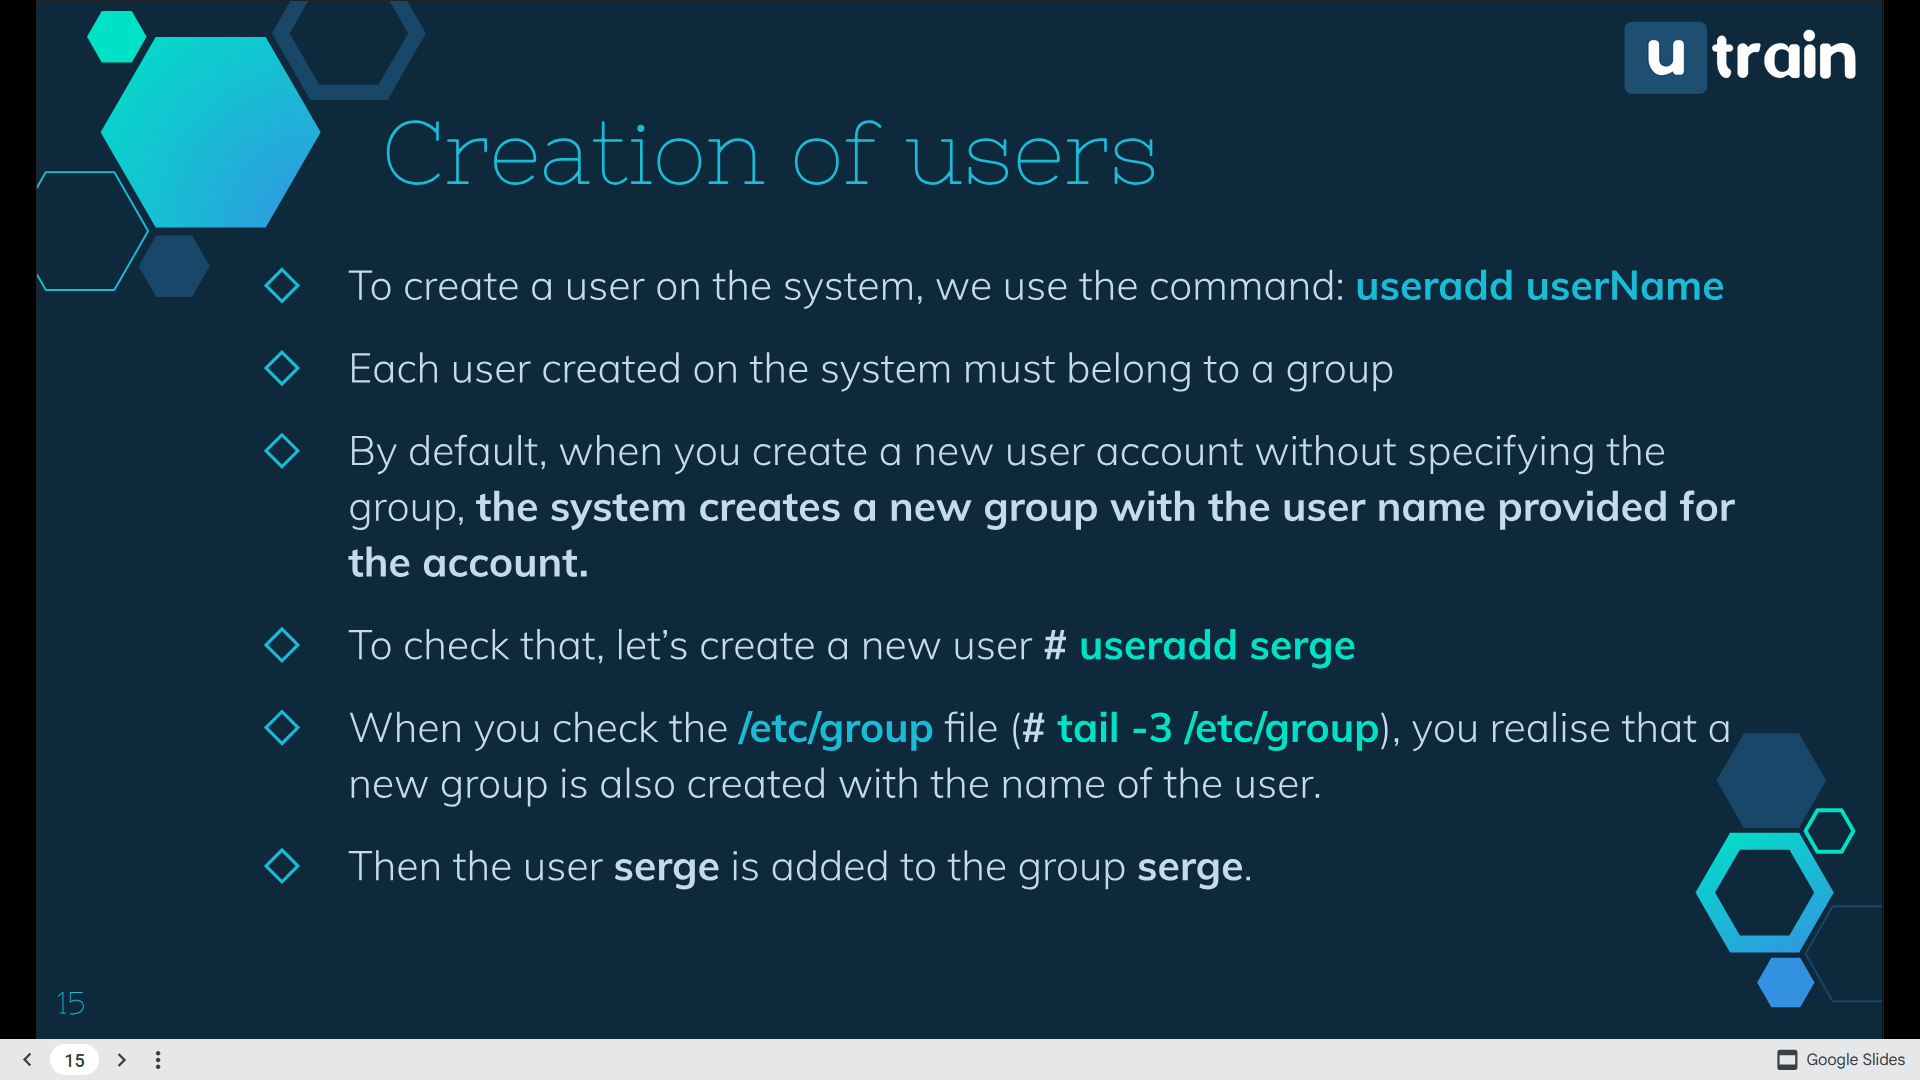 u train
Creation of users
To create a user on the system, we use the command: useradd userName
Each user created on the system must belong to a group
By default, when you create a new user account without specifying the
group, the system creates a new group with the user name provided for
the account.
To check that, let’s create a new user # useradd serge
When you check the /etc/group file (# tail -3 /etc/group), you realise that a
new group is also created with the name of the user.
Then the user serge is added to the group serge.
15
15
Google Slides